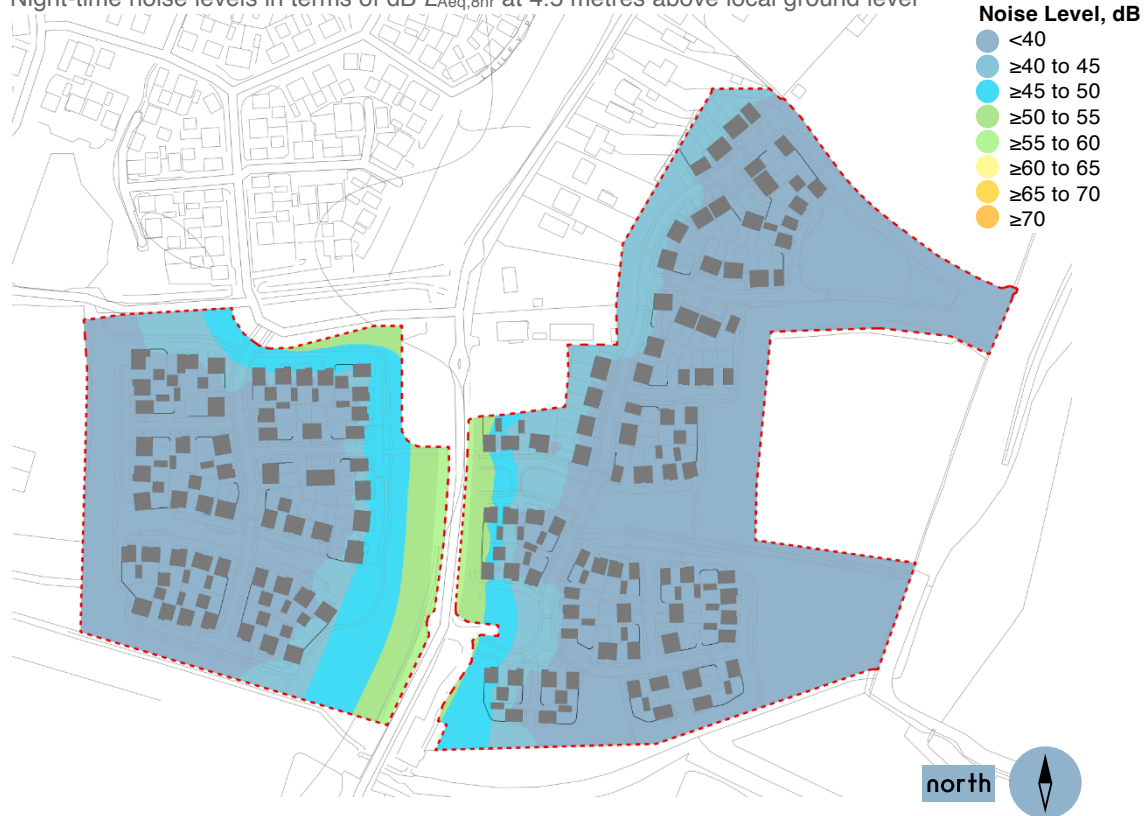 Night-time noise levels in terms of dB LAeq,8hr at 4.5 metres above local ground level
Noise Level, dB
<40
≥40 to 45
≥45 to 50
≥50 to 55
≥55 to 60
≥60 to 65
≥65 to 70
≥70
north